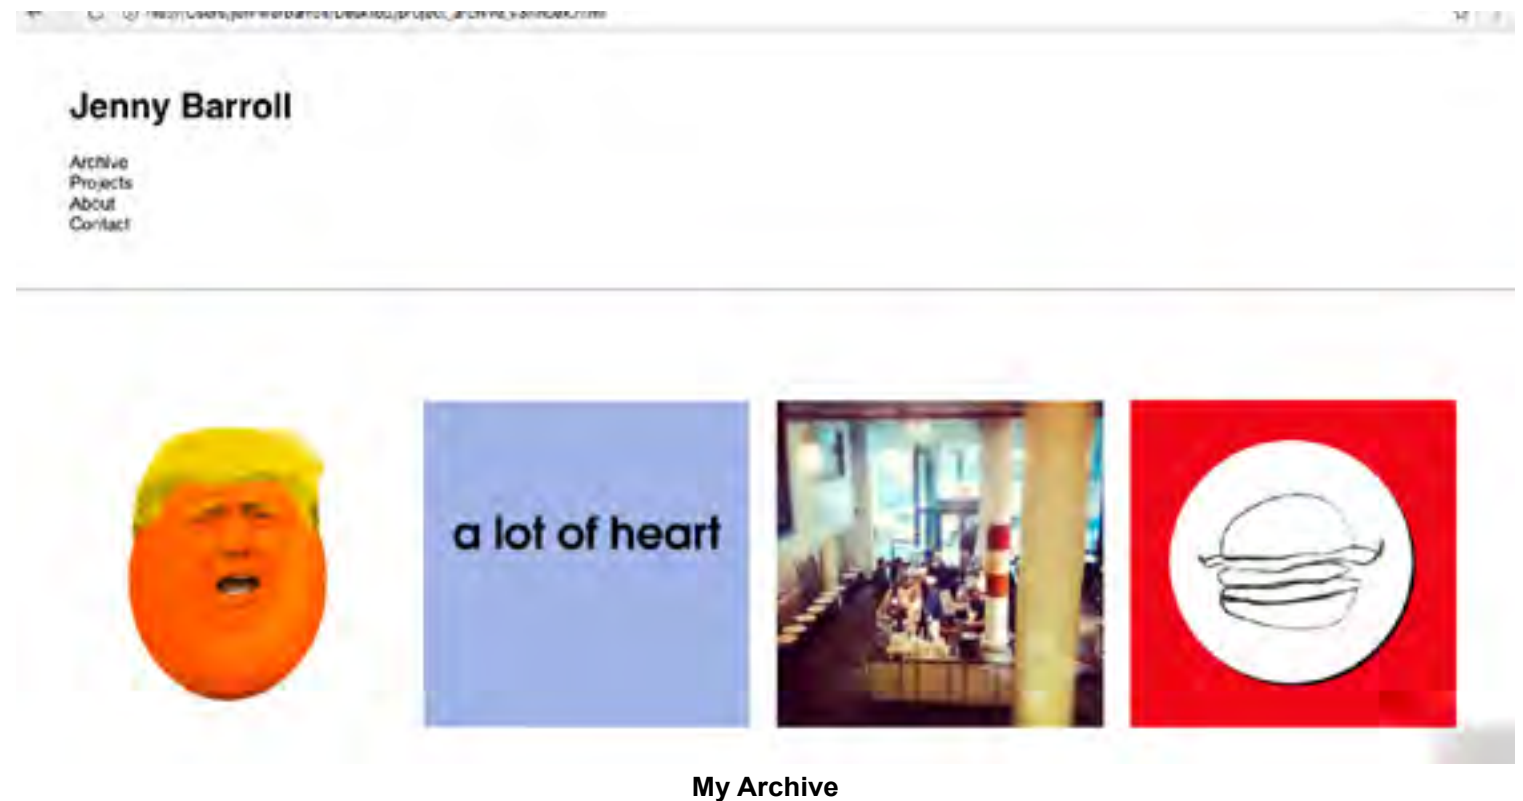 Jenny Barroll
Archive
Projects
About
Contact
a lot of heart
My Archive